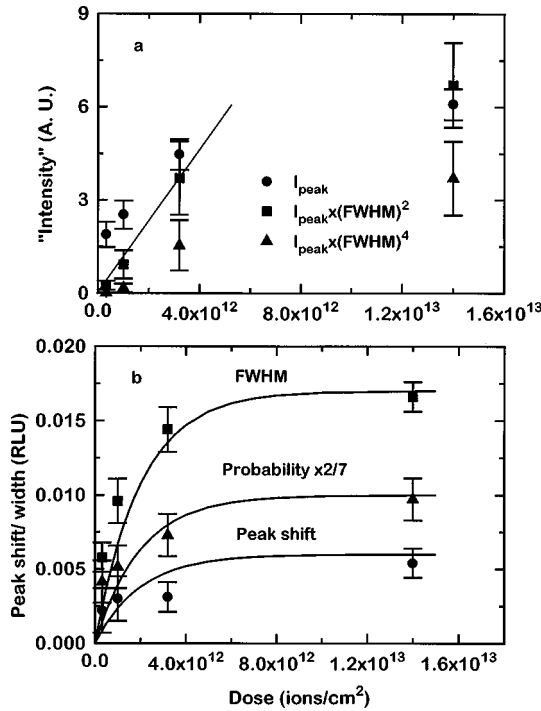 9
a
6
3
0
"Intensity" (A. U.)
I_peak
I_peak x(FWHM)^2
I_peak x(FWHM)^4
0.0
4.0x10^12
8.0x10^12
1.2x10^13
1.6x10^13
0.020
b
FWHM
0.015
Probability x2/7
0.010
Peak shift
0.005
0.000
Peak shift/ width (RLU)
0.0
4.0x10^12
8.0x10^12
1.2x10^13
1.6x10^13
Dose (ions/cm^2)